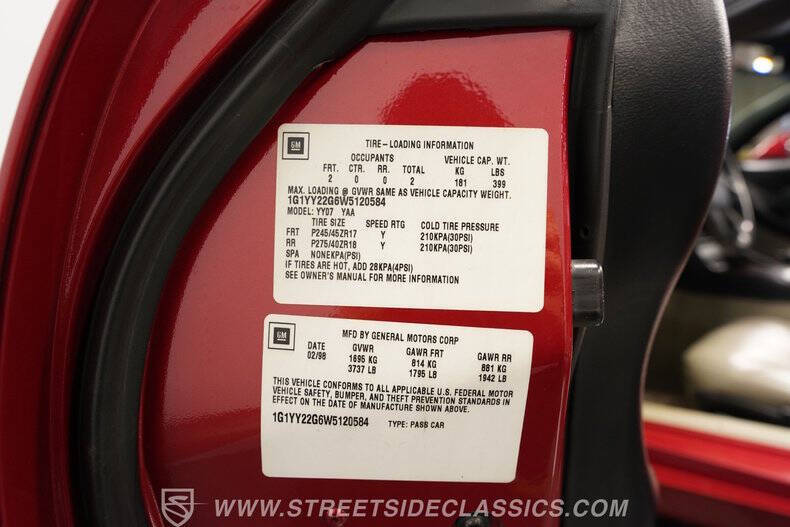 GM
TIRE-LOADING INFORMATION
OCCUPANTS VEHICLE CAP. WT.
FRT. CTR. RR. TOTAL KG LBS
2 0 0 2 181 399
MAX. LOADING @ GVWR SAME AS VEHICLE CAPACITY WEIGHT.
1G1YY22G6W5120584
MODEL: YY07 YAA
TIRE SIZE SPEED RTG COLD TIRE PRESSURE
FRT P245/45ZR17 Y 210KPA(30PSI)
RR P275/40ZR18 Y 210KPA(30PSI)
SPA NONEKPA(PSI)
IF TIRES ARE HOT, ADD 28KPA(4PSI)
SEE OWNER'S MANUAL FOR MORE INFORMATION
GM
MFD BY GENERAL MOTORS CORP
DATE GVWR GAWR FRT GAWR RR
02/98 1695 KG 814 KG 881 KG
3737 LB 1795 LB 1942 LB
THIS VEHICLE CONFORMS TO ALL APPLICABLE U.S. FEDERAL MOTOR
VEHICLE SAFETY, BUMPER, AND THEFT PREVENTION STANDARDS IN
EFFECT ON THE DATE OF MANUFACTURE SHOWN ABOVE.
1G1YY22G6W5120584 TYPE: PASS CAR
WWW.STREETSIDECLASSICS.COM